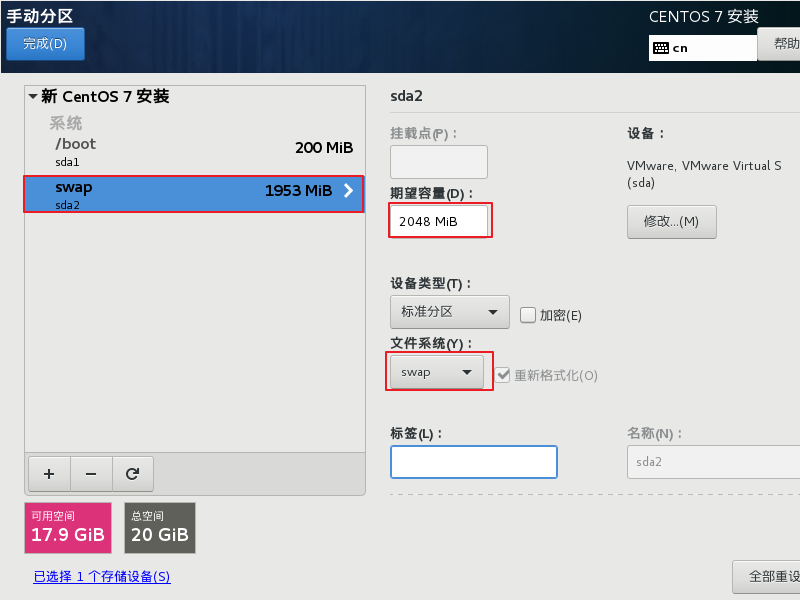 手动分区
CENTOS 7 安装
完成(D)
cn
帮助
新 CentOS 7 安装
系统
/boot
200 MiB
sda1
swap
1953 MiB
sda2
sda2
挂载点(P)：
设备：
VMware, VMware Virtual S
(sda)
期望容量(D)：
2048 MiB
修改...(M)
设备类型(T)：
标准分区
加密(E)
文件系统(Y)：
swap
重新格式化(O)
标签(L)：
名称(N)：
sda2
可用空间
17.9 GiB
总空间
20 GiB
已选择 1 个存储设备(S)
全部重设